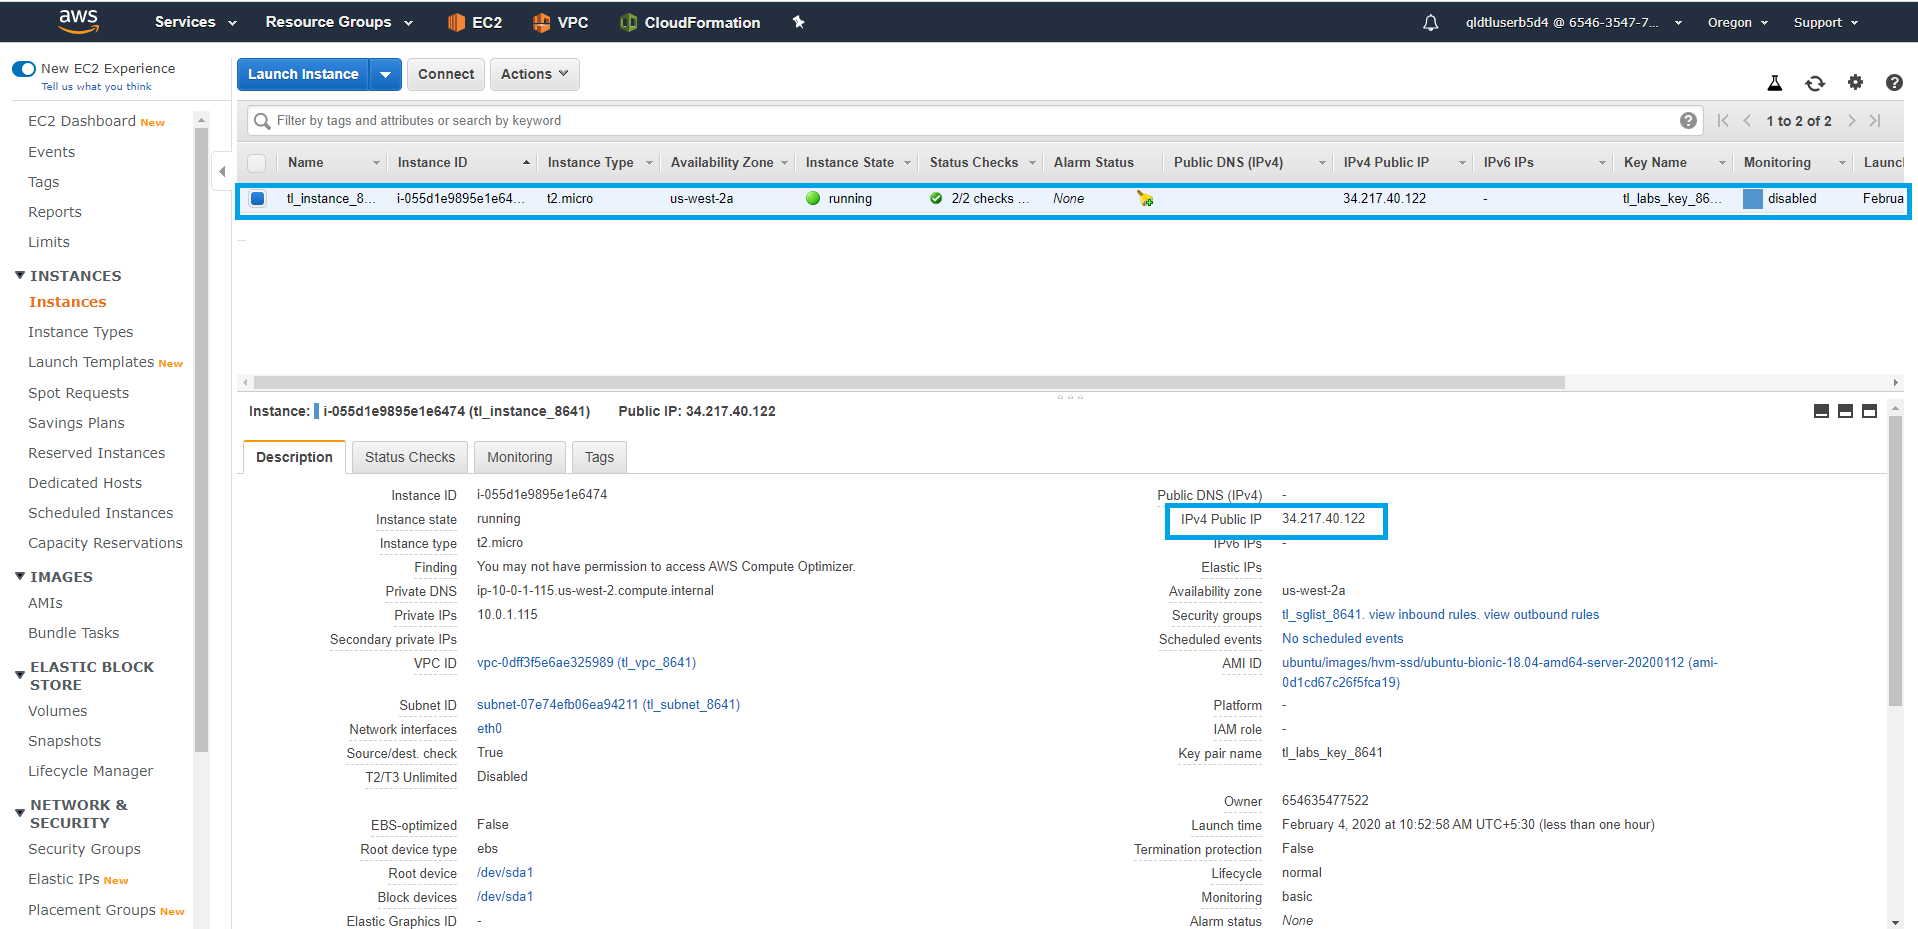 aws Services Resource Groups EC2 VPC CloudFormation qldtluserb5d4 @ 6546-3547-7... Oregon Support
New EC2 Experience
Tell us what you think
EC2 Dashboard New
Events
Tags
Reports
Limits
INSTANCES
Instances
Instance Types
Launch Templates New
Spot Requests
Savings Plans
Reserved Instances
Dedicated Hosts
Scheduled Instances
Capacity Reservations
IMAGES
AMIs
Bundle Tasks
ELASTIC BLOCK
STORE
Volumes
Snapshots
Lifecycle Manager
NETWORK &
SECURITY
Security Groups
Elastic IPs New
Placement Groups New
Launch Instance Connect Actions
Filter by tags and attributes or search by keyword 1 to 2 of 2
Name Instance ID Instance Type Availability Zone Instance State Status Checks Alarm Status Public DNS (IPv4) IPv4 Public IP IPv6 IPs Key Name Monitoring Launcl
tl_instance_8... i-055d1e9895e1e64... t2.micro us-west-2a running 2/2 checks ... None 34.217.40.122 - tl_labs_key_86... disabled Februa
Instance: i-055d1e9895e1e6474 (tl_instance_8641) Public IP: 34.217.40.122
Description Status Checks Monitoring Tags
Instance ID i-055d1e9895e1e6474 Public DNS (IPv4) -
Instance state running IPv4 Public IP 34.217.40.122
Instance type t2.micro IPv6 IPs -
Finding You may not have permission to access AWS Compute Optimizer. Elastic IPs
Private DNS ip-10-0-1-115.us-west-2.compute.internal Availability zone us-west-2a
Private IPs 10.0.1.115 Security groups tl_sglist_8641. view inbound rules. view outbound rules
Secondary private IPs Scheduled events No scheduled events
VPC ID vpc-0dff3f5e6ae325989 (tl_vpc_8641) AMI ID ubuntu/images/hvm-ssd/ubuntu-bionic-18.04-amd64-server-20200112 (ami-
0d1cd67c26f5fca19)
Subnet ID subnet-07e74efb06ea94211 (tl_subnet_8641) Platform -
Network interfaces eth0 IAM role -
Source/dest. check True Key pair name tl_labs_key_8641
T2/T3 Unlimited Disabled
Owner 654635477522
EBS-optimized False Launch time February 4, 2020 at 10:52:58 AM UTC+5:30 (less than one hour)
Root device type ebs Termination protection False
Root device /dev/sda1 Lifecycle normal
Block devices /dev/sda1 Monitoring basic
Elastic Graphics ID - Alarm status None